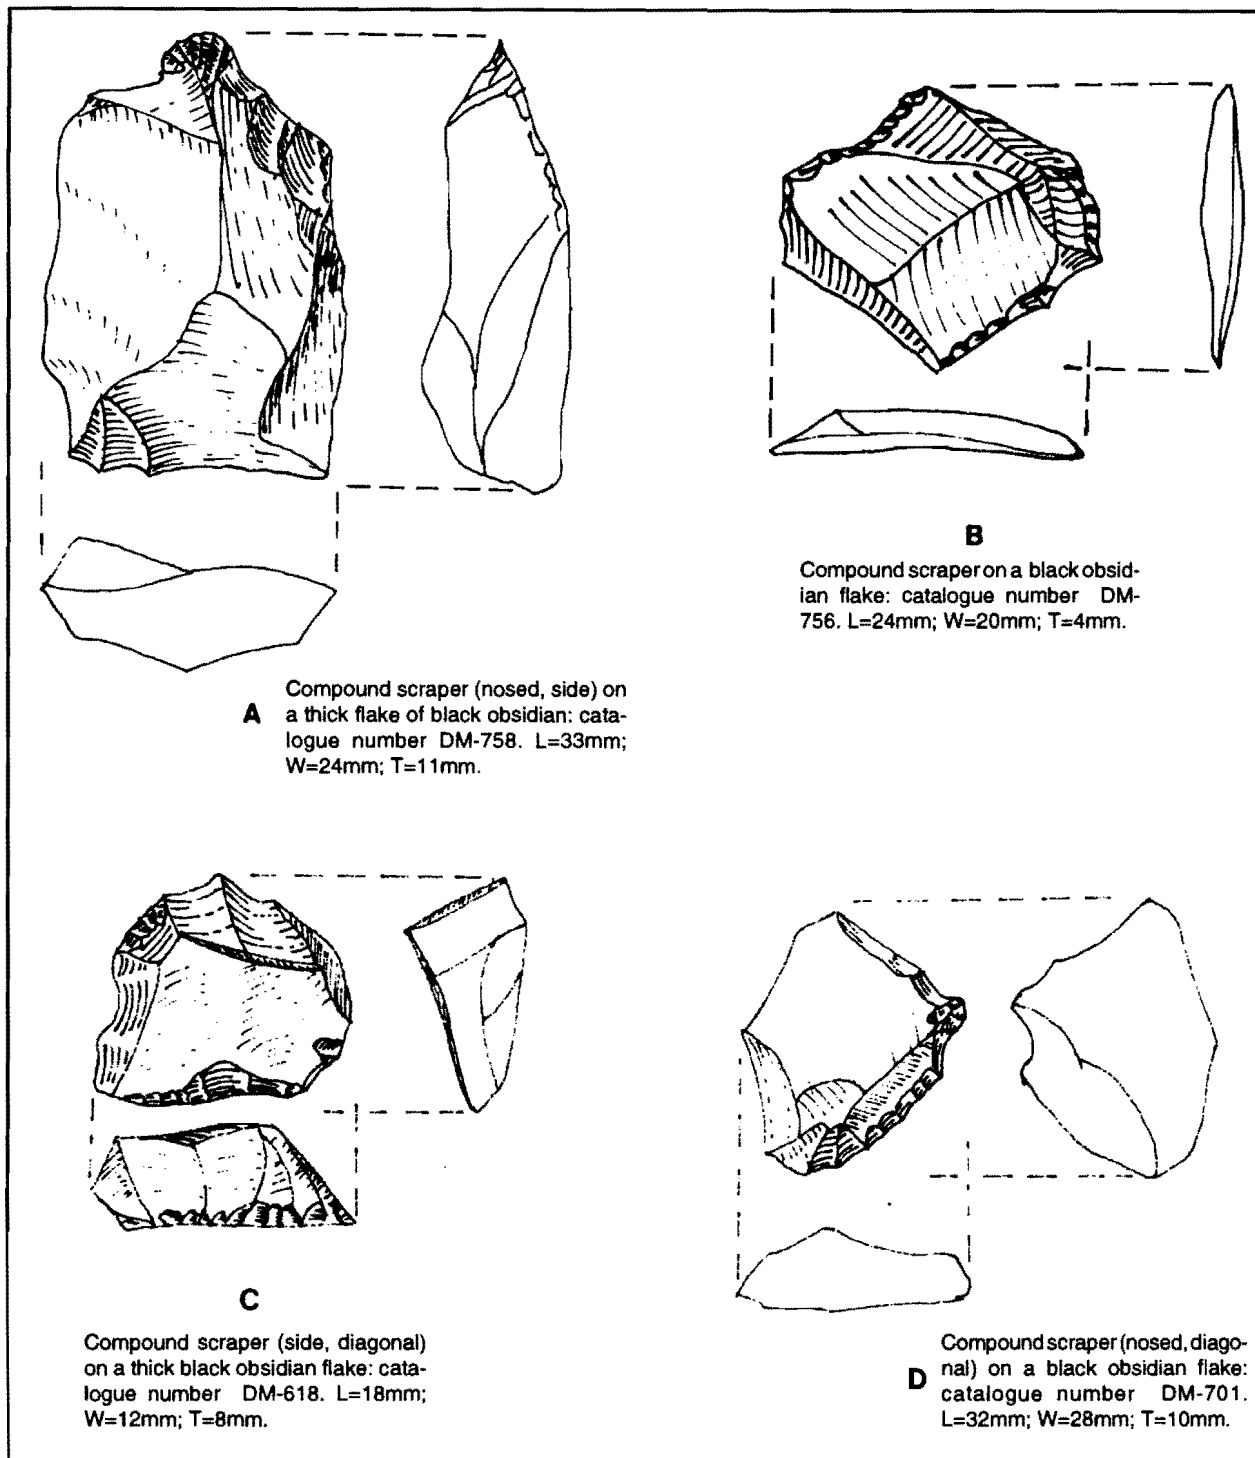 B
Compound scraper on a black obsid-
ian flake: catalogue number DM-
756. L=24mm; W=20mm; T=4mm.
A
Compound scraper (nosed, side) on
a thick flake of black obsidian: cata-
logue number DM-758. L=33mm;
W=24mm; T=11mm.
C
Compound scraper (side, diagonal)
on a thick black obsidian flake: cata-
logue number DM-618. L=18mm;
W=12mm; T=8mm.
D
Compound scraper (nosed, diago-
nal) on a black obsidian flake:
catalogue number DM-701.
L=32mm; W=28mm; T=10mm.